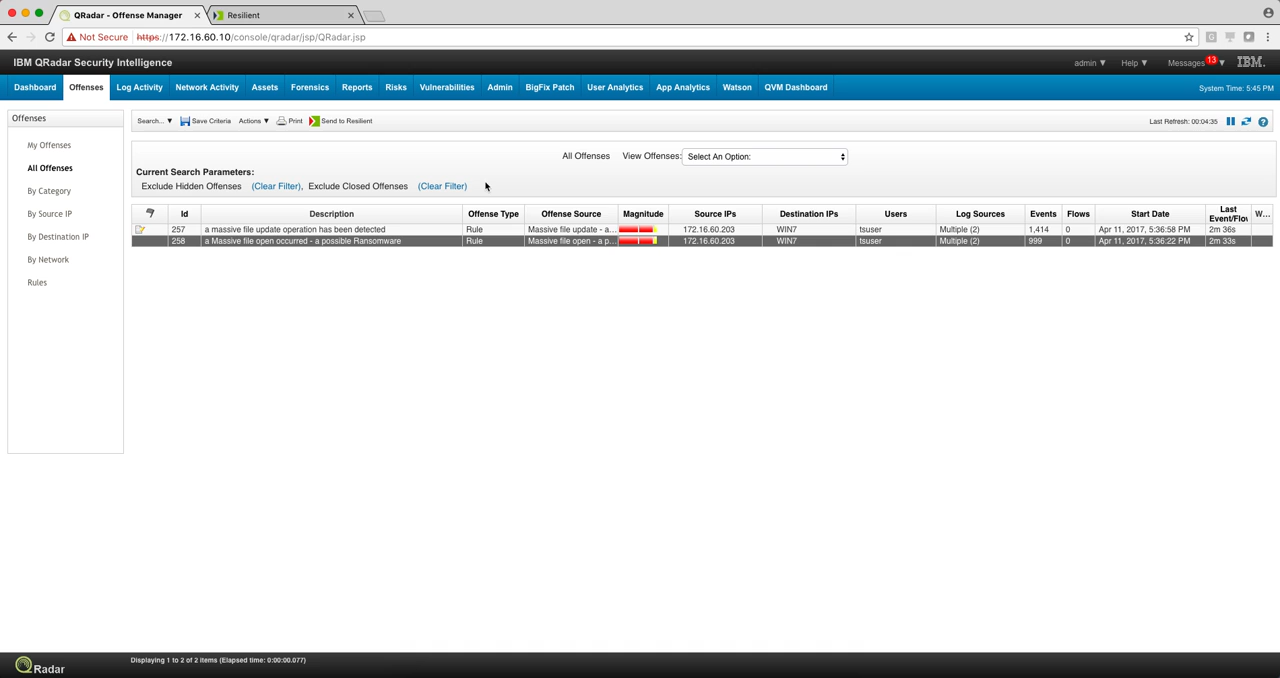 QRadar - Offense Manager
Resilient
Not Secure https://172.16.60.10/console/qradar/jsp/QRadar.jsp
IBM QRadar Security Intelligence
admin ▼ Help ▼ Messages 13 ▼ IBM.
Dashboard Offenses Log Activity Network Activity Assets Forensics Reports Risks Vulnerabilities Admin BigFix Patch User Analytics App Analytics Watson QVM Dashboard System Time: 5:45 PM
Offenses
My Offenses
All Offenses
By Category
By Source IP
By Destination IP
By Network
Rules
Search... ▼ Save Criteria Actions ▼ Print Send to Resilient Last Refresh: 00:04:35
All Offenses View Offenses: Select An Option:
Current Search Parameters:
Exclude Hidden Offenses (Clear Filter), Exclude Closed Offenses (Clear Filter)
Id Description Offense Type Offense Source Magnitude Source IPs Destination IPs Users Log Sources Events Flows Start Date Last Event/Flow W...
257 a massive file update operation has been detected Rule Massive file update - a... 172.16.60.203 WIN7 tsuser Multiple (2) 1,414 0 Apr 11, 2017, 5:36:58 PM 2m 36s
258 a Massive file open occurred - a possible Ransomware Rule Massive file open - a p... 172.16.60.203 WIN7 tsuser Multiple (2) 999 0 Apr 11, 2017, 5:36:22 PM 2m 33s
QRadar
Displaying 1 to 2 of 2 items (Elapsed time: 0:00:00.077)